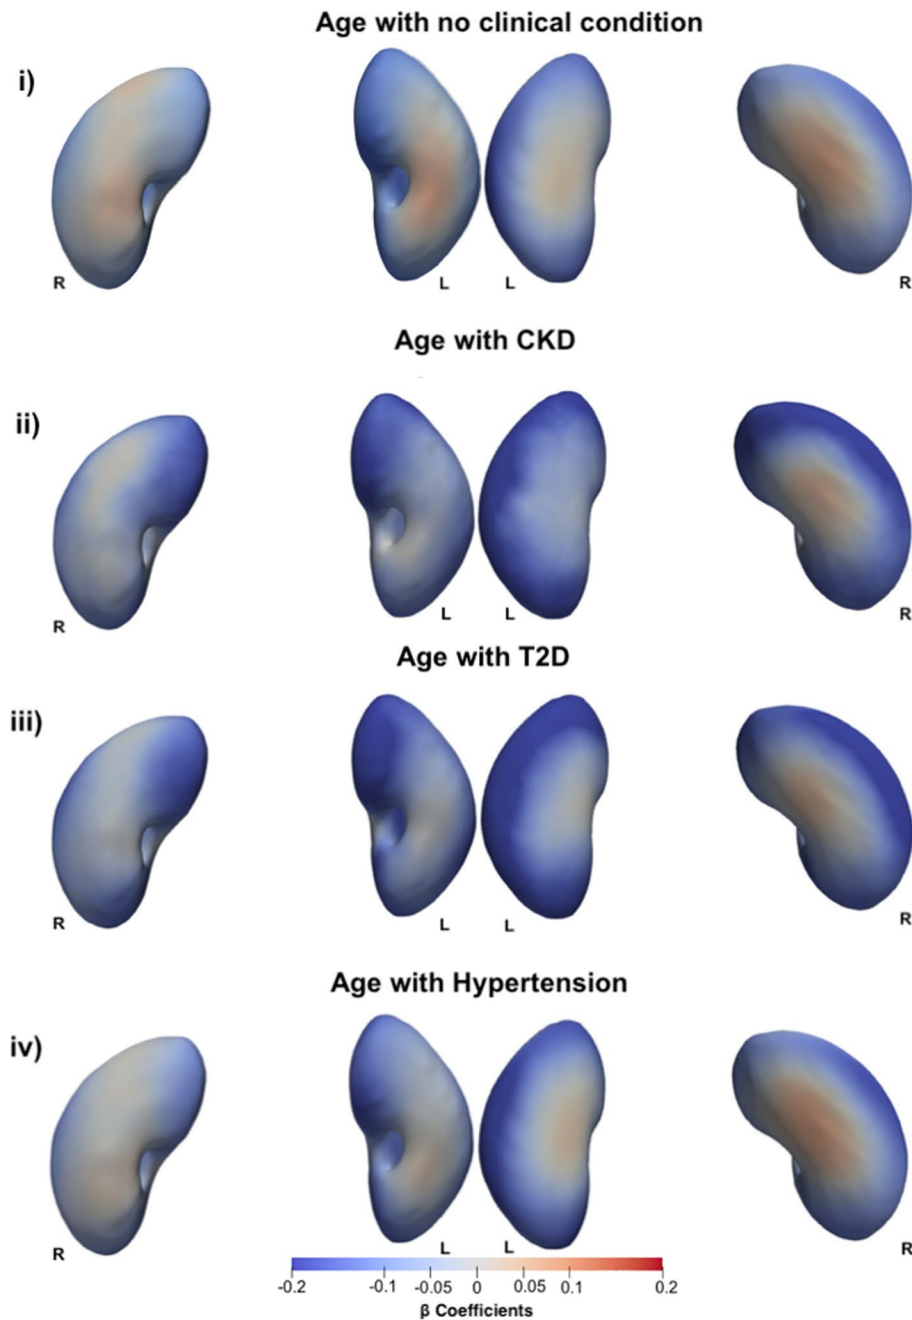 Age with no clinical condition
i)
R
L
L
R
Age with CKD
ii)
R
L
L
R
Age with T2D
iii)
R
L
L
R
Age with Hypertension
iv)
R
L
L
R
-0.2 -0.1 -0.05 0 0.05 0.1 0.2
β Coefficients